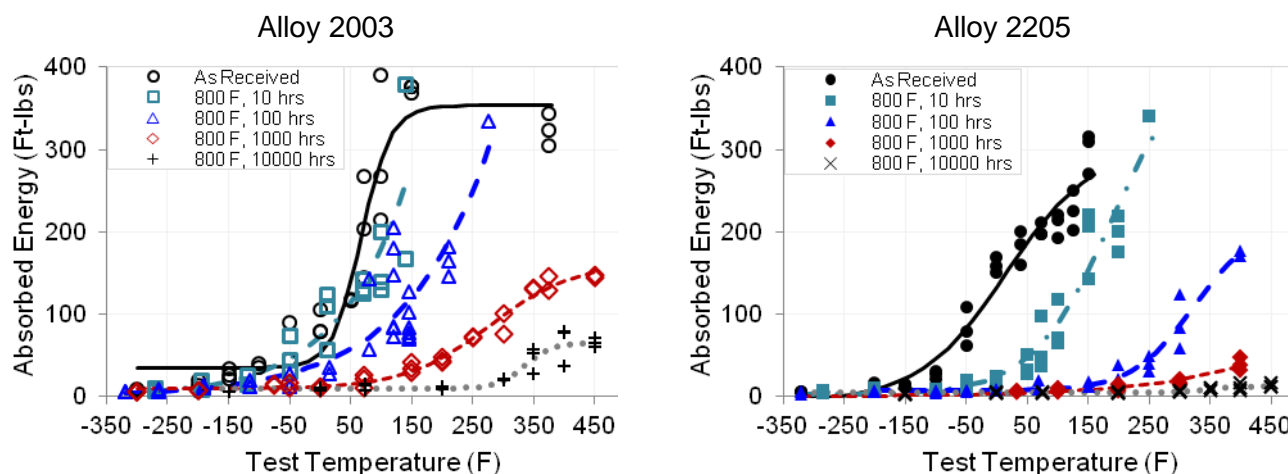 Alloy 2003
Absorbed Energy (Ft-lbs)
400
300
200
100
0
As Received
800 F, 10 hrs
800 F, 100 hrs
800 F, 1000 hrs
800 F, 10000 hrs
-350 -250 -150 -50 50 150 250 350 450
Test Temperature (F)
Alloy 2205
Absorbed Energy (Ft-lbs)
400
300
200
100
0
As Received
800 F, 10 hrs
800 F, 100 hrs
800 F, 1000 hrs
800 F, 10000 hrs
-350 -250 -150 -50 50 150 250 350 450
Test Temperature (F)